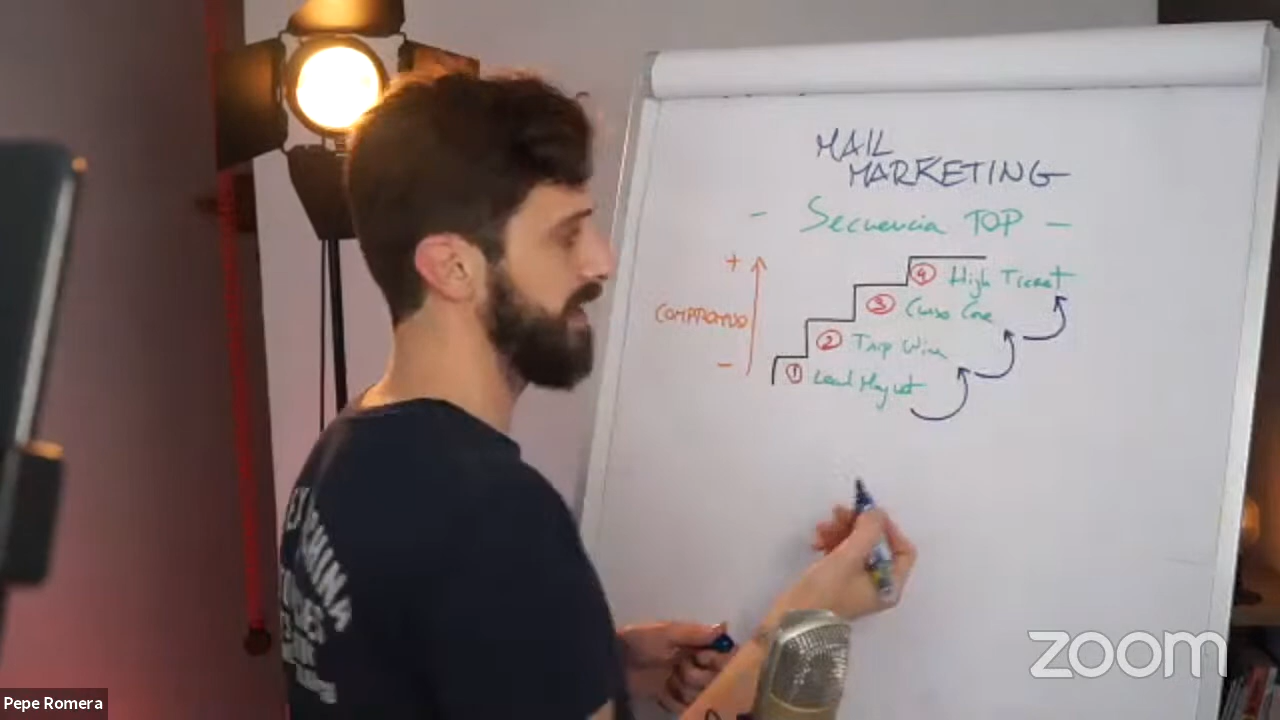 MAIL
MARKETING
- Secuencia TOP -
+
④ High Ticket
③ Curso Core
COMPROMISO
② Trip Wire
-
① Lead Magnet
zoom
Pepe Romera